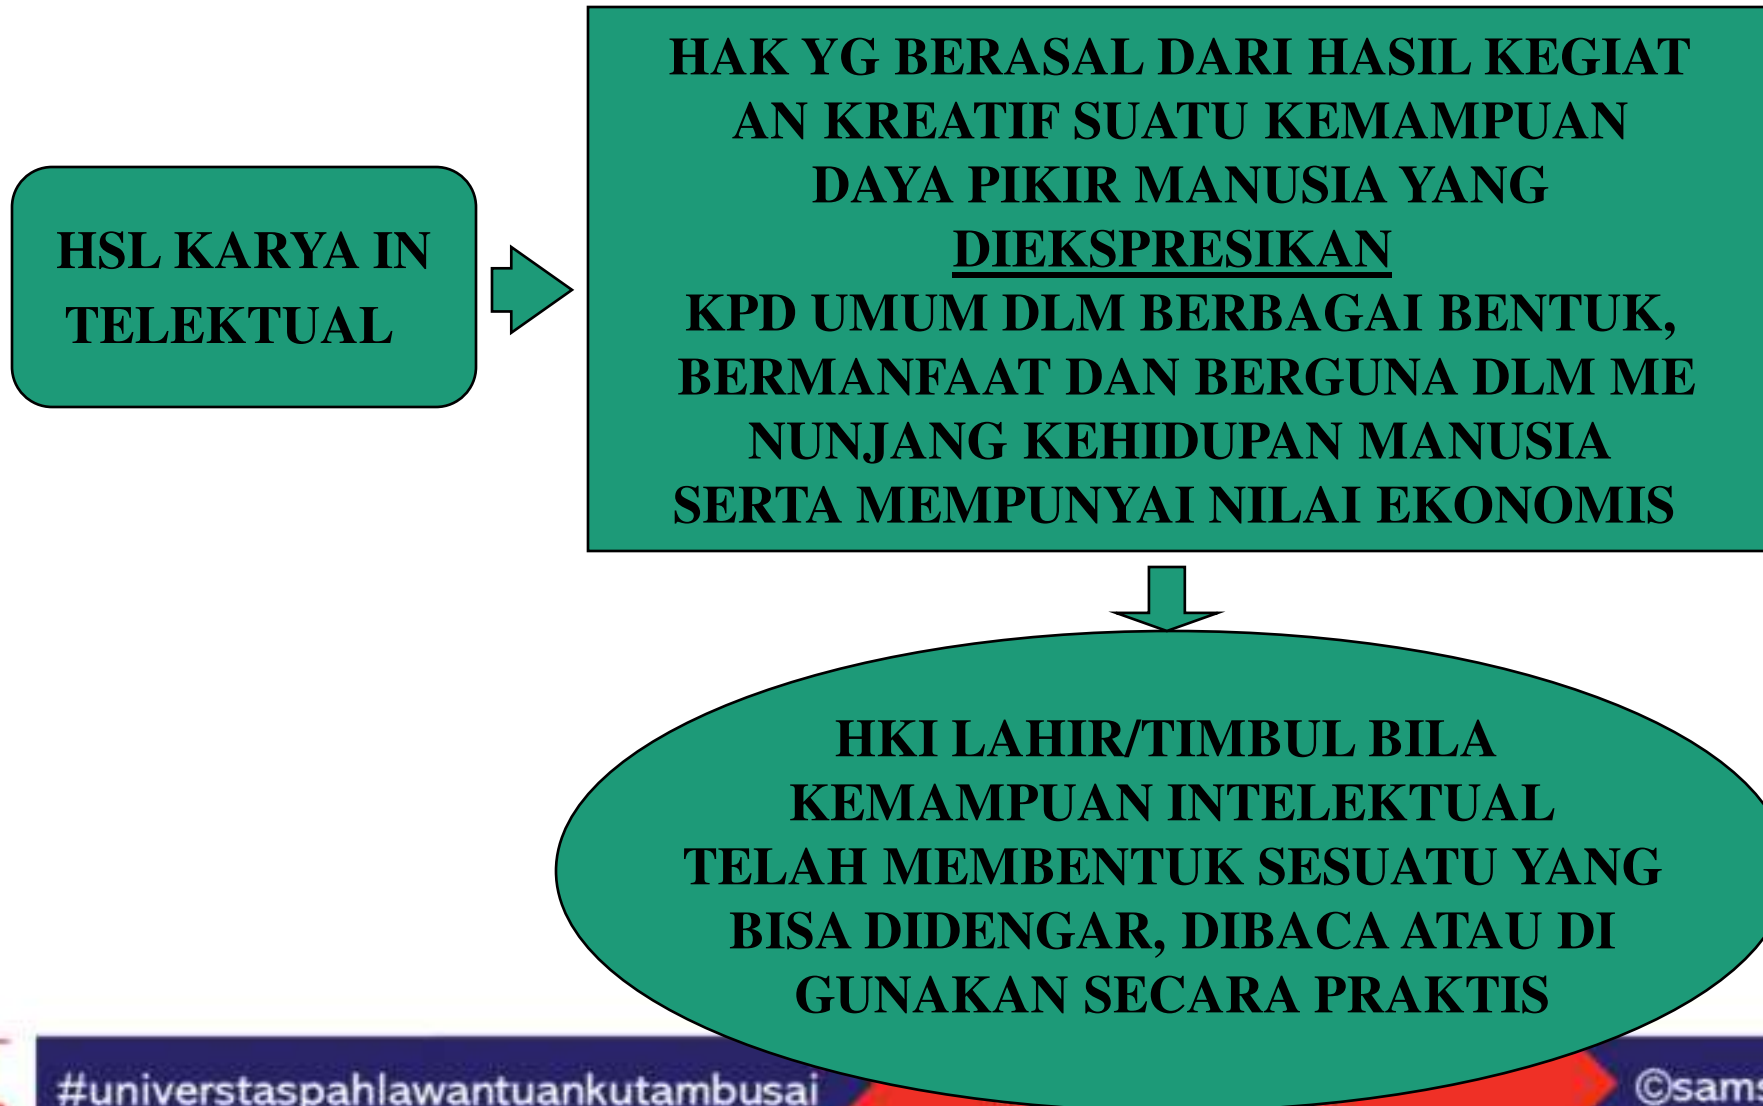 HSL KARYA IN
TELEKTUAL
HAK YG BERASAL DARI HASIL KEGIAT
AN KREATIF SUATU KEMAMPUAN
DAYA PIKIR MANUSIA YANG
DIEKSPRESIKAN
KPD UMUM DLM BERBAGAI BENTUK,
BERMANFAAT DAN BERGUNA DLM ME
NUNJANG KEHIDUPAN MANUSIA
SERTA MEMPUNYAI NILAI EKONOMIS
HKI LAHIR/TIMBUL BILA
KEMAMPUAN INTELEKTUAL
TELAH MEMBENTUK SESUATU YANG
BISA DIDENGAR, DIBACA ATAU DI
GUNAKAN SECARA PRAKTIS
#universtaspahlawantuankutambusai